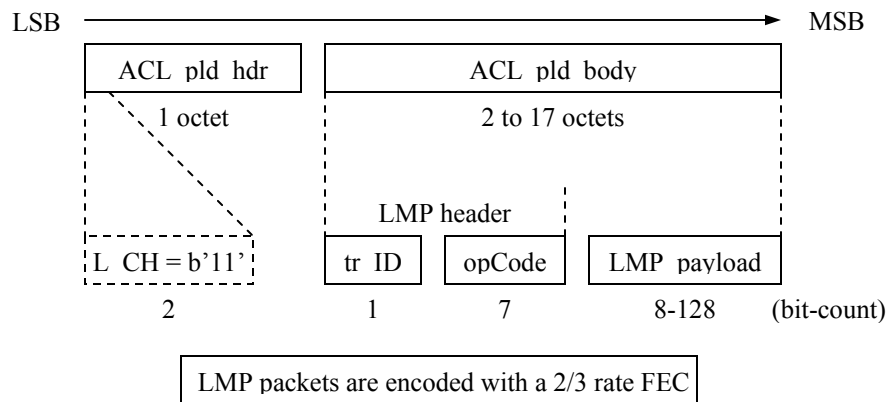 LSB MSB
ACL pld hdr ACL pld body
1 octet 2 to 17 octets
LMP header
L CH = b’11’ tr ID opCode LMP payload
2 1 7 8-128 (bit-count)
LMP packets are encoded with a 2/3 rate FEC